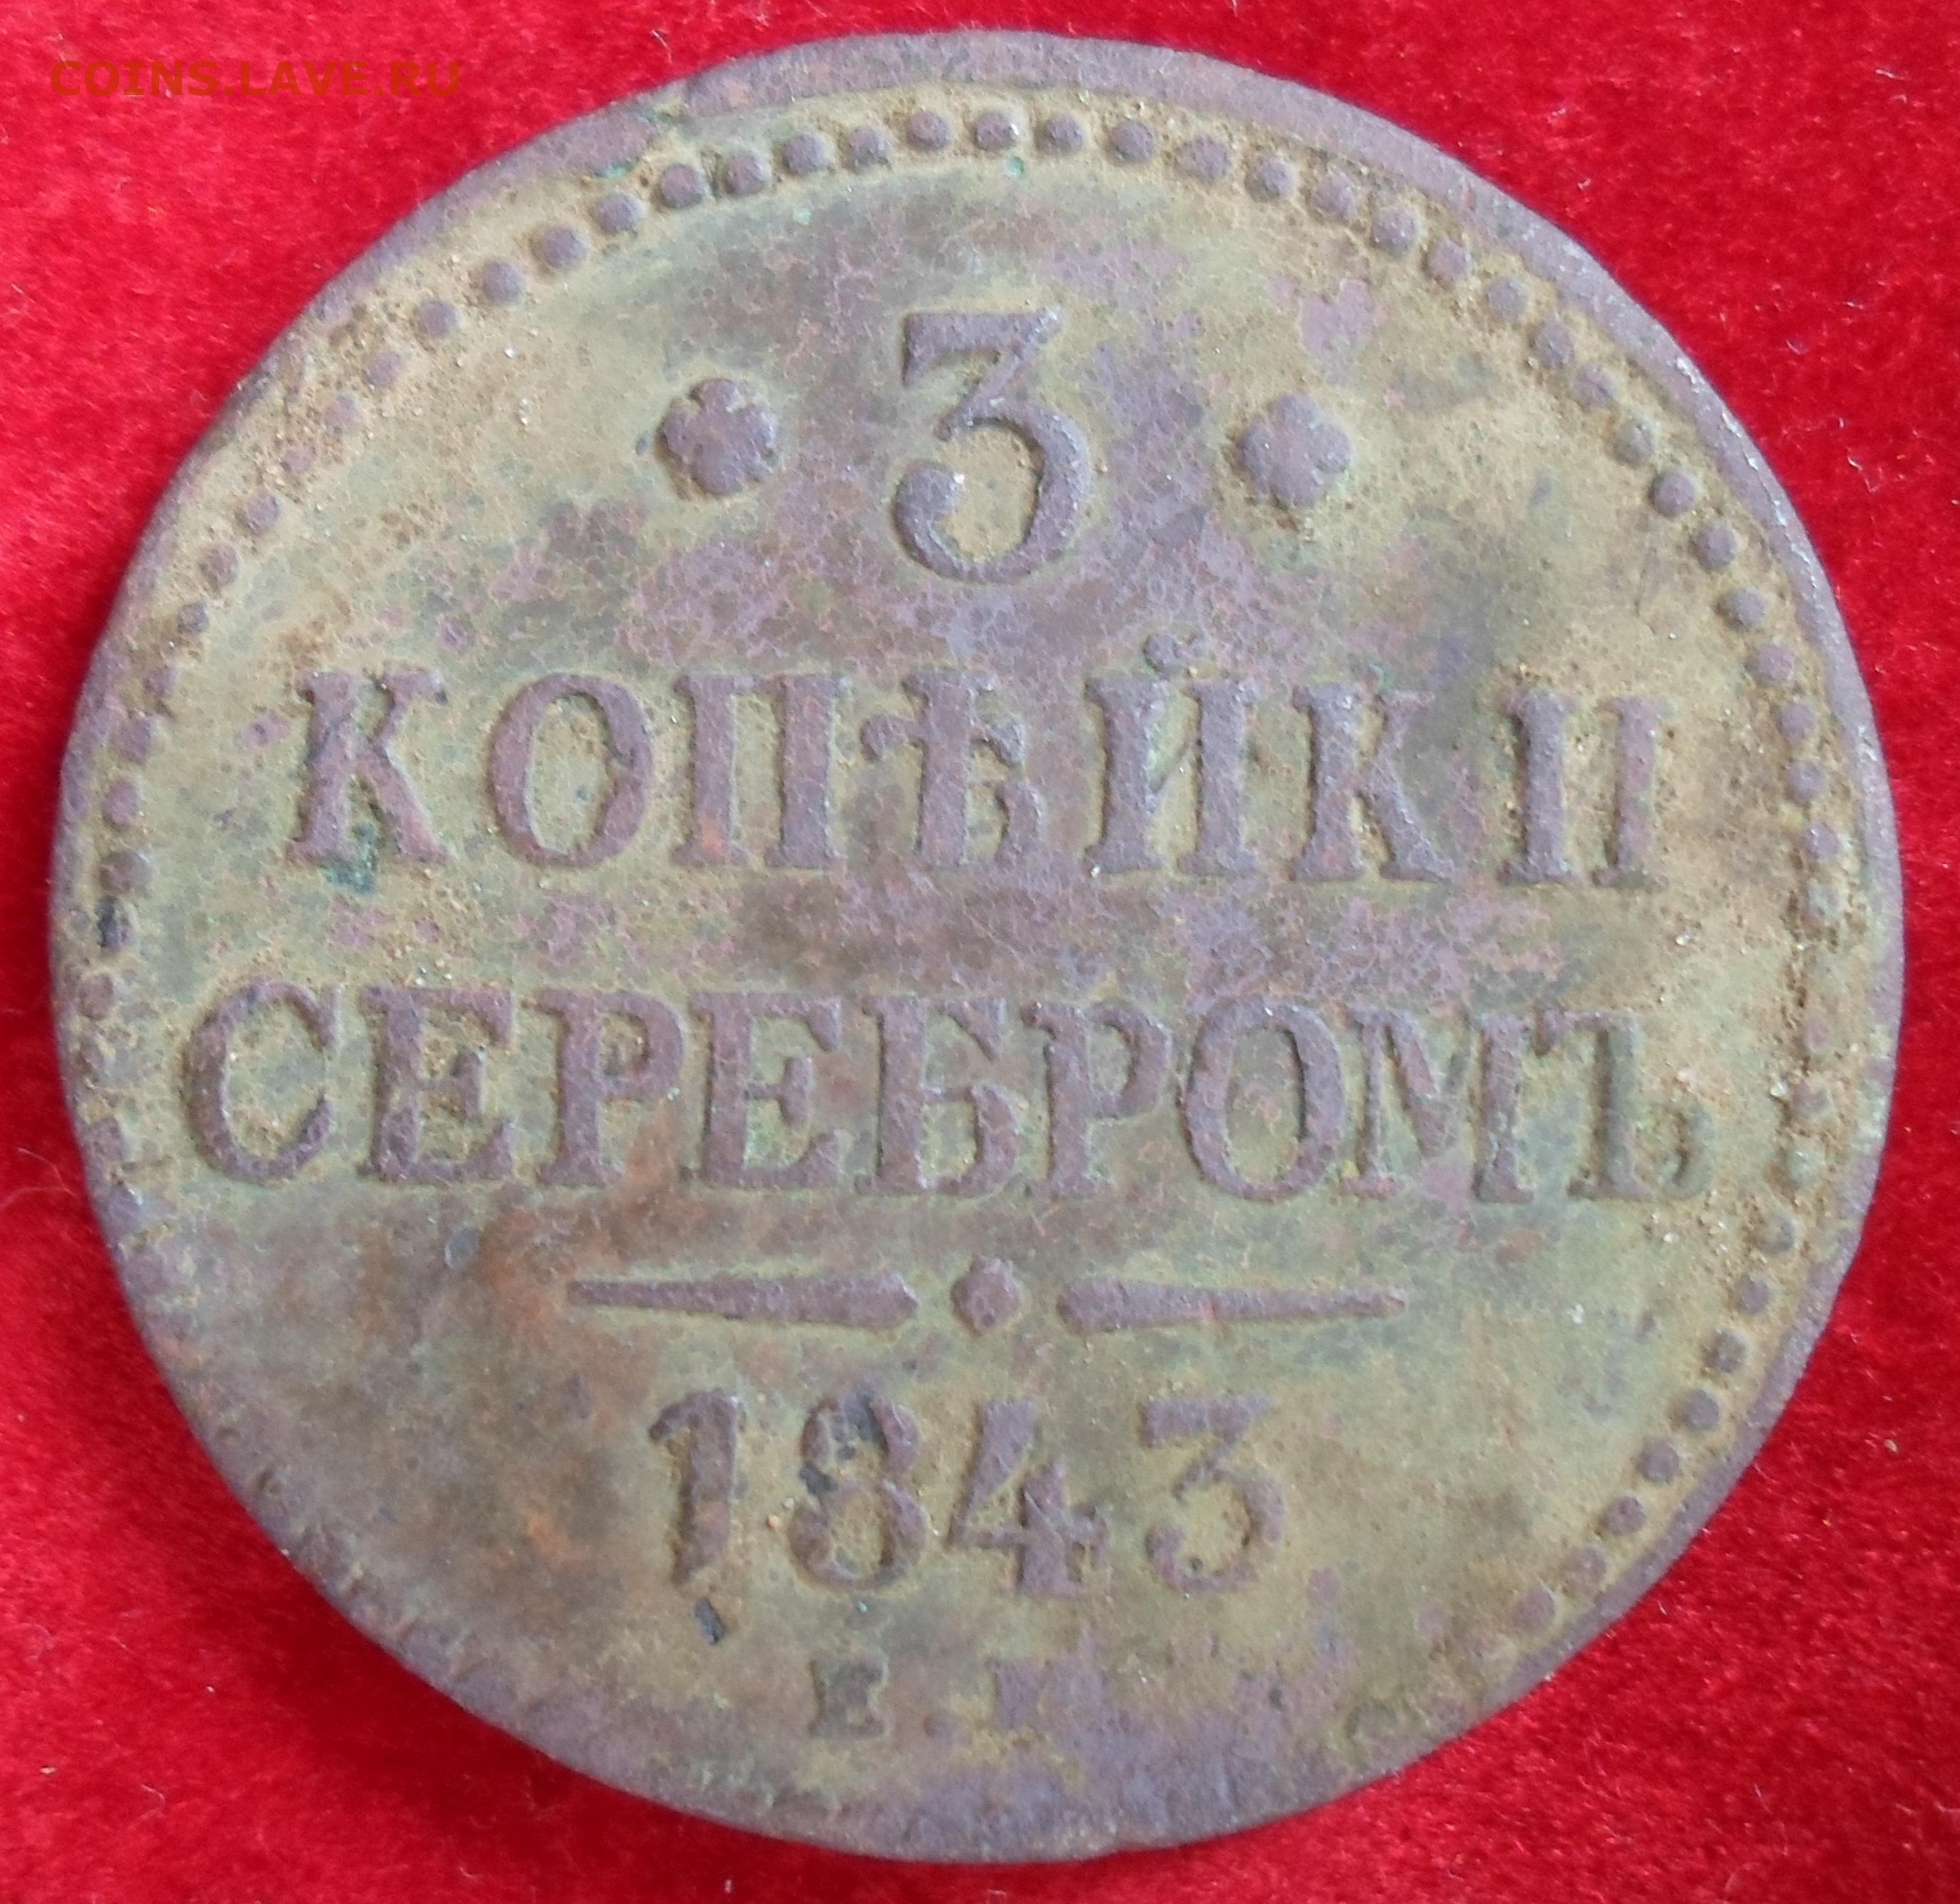 COINS.LAVE.RU
3
КОПѢЙКИ
СЕРЕБРОМЪ
1843
Е